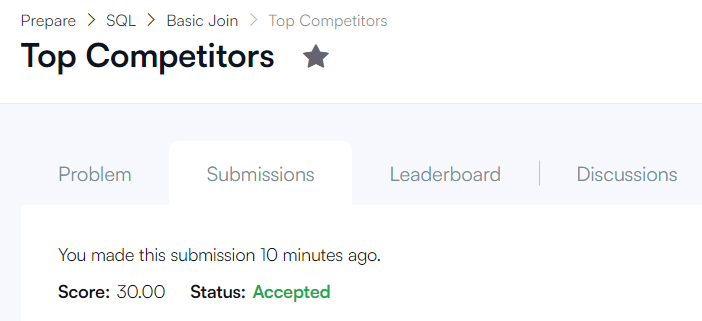 Prepare > SQL > Basic Join > Top Competitors
Top Competitors
Problem Submissions Leaderboard Discussions
You made this submission 10 minutes ago.
Score: 30.00 Status: Accepted